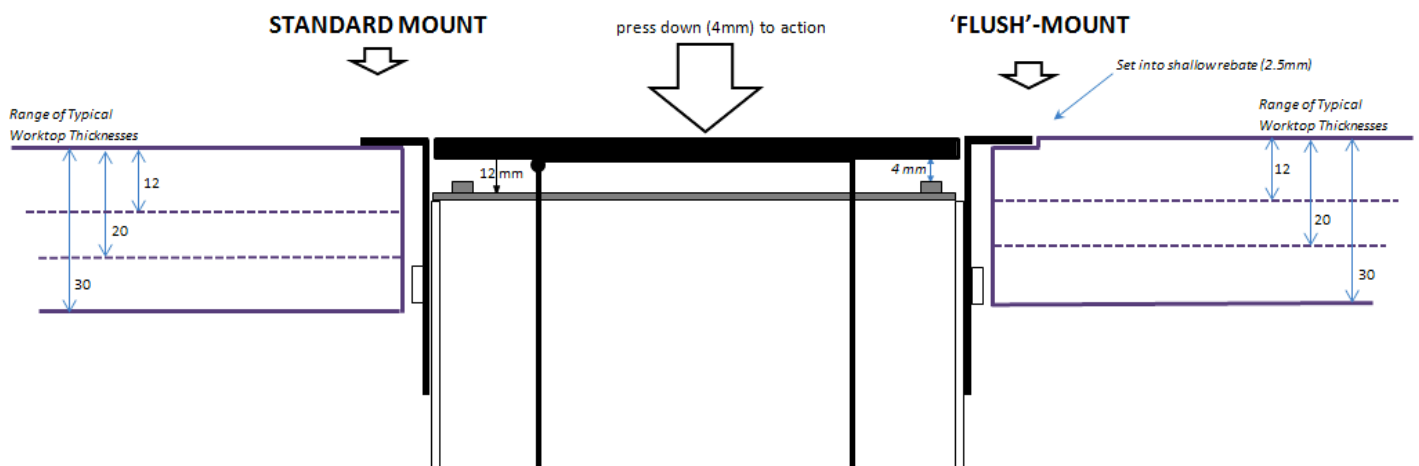 STANDARD MOUNT
press down (4mm) to action
‘FLUSH’-MOUNT
Set into shallow rebate (2.5mm)
Range of Typical
Worktop Thicknesses
Range of Typical
Worktop Thicknesses
12
20
30
12 mm
4 mm
12
20
30